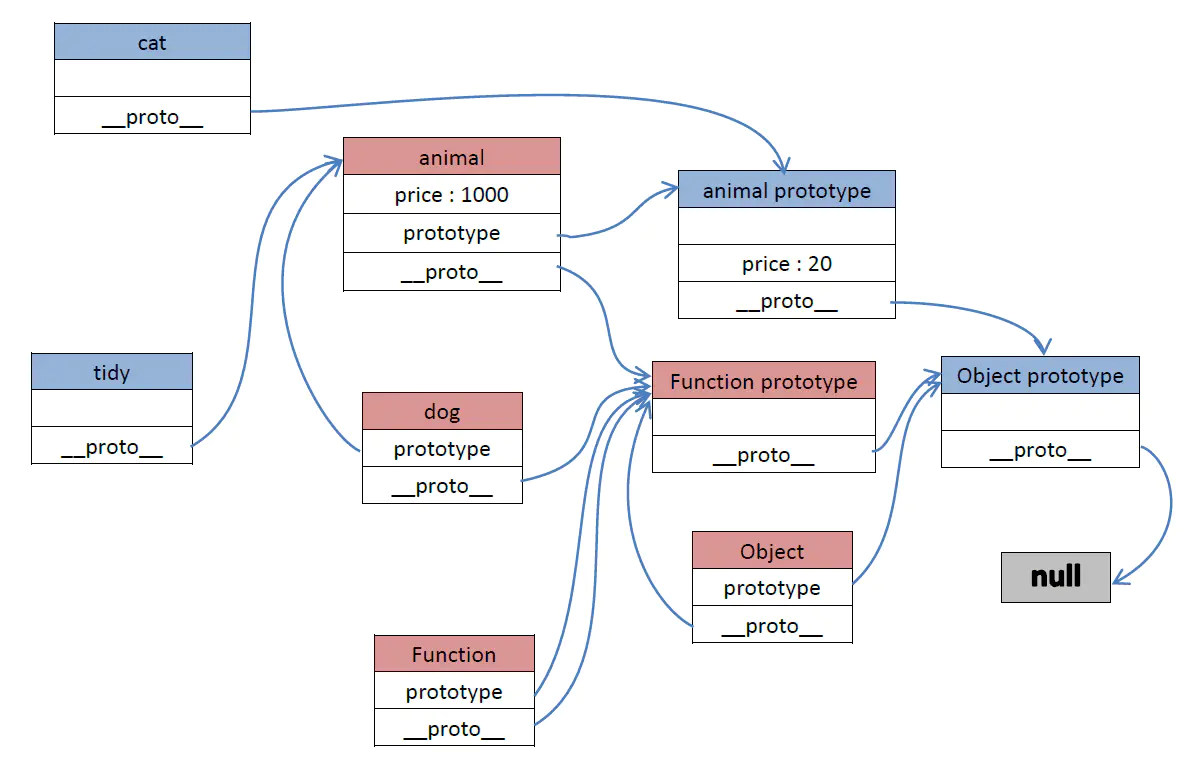 cat
__proto__
animal
price : 1000
prototype
__proto__
animal prototype
price : 20
__proto__
tidy
__proto__
dog
prototype
__proto__
Function prototype
__proto__
Object prototype
__proto__
Object
prototype
__proto__
null
Function
prototype
__proto__